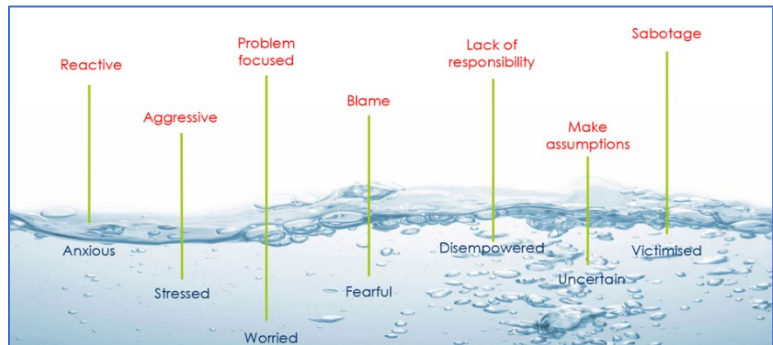 Reactive
Aggressive
Problem
focused
Blame
Lack of
responsibility
Make
assumptions
Sabotage
Anxious
Stressed
Worried
Fearful
Disempowered
Uncertain
Victimised